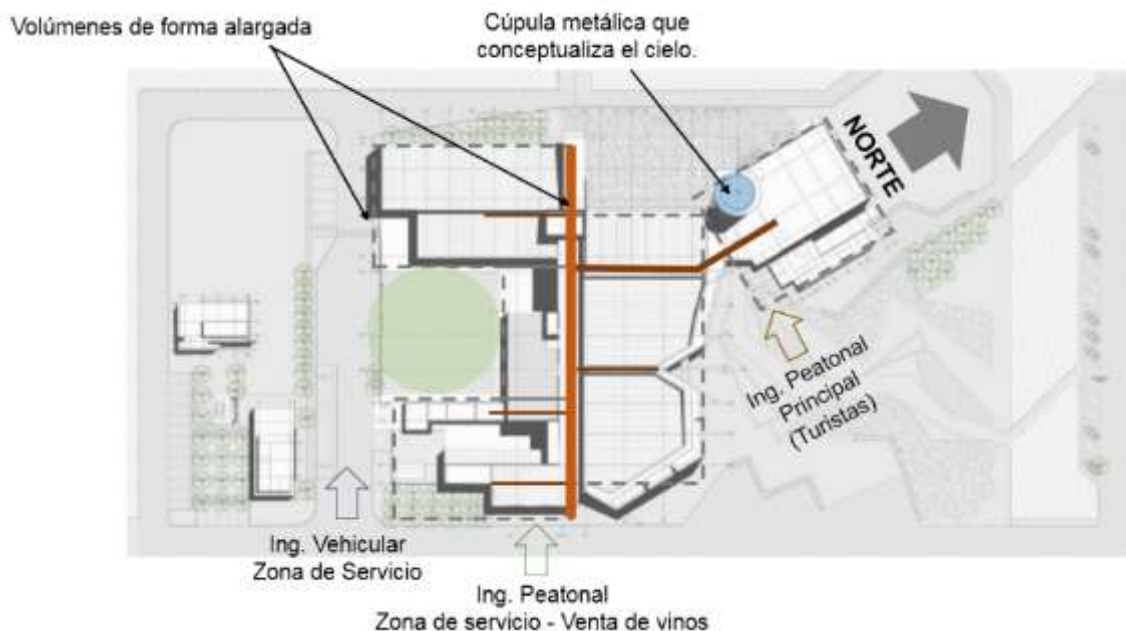 Volúmenes de forma alargada
Cúpula metálica que
conceptualiza el cielo.
NORTE
Ing. Peatonal
Principal
(Turistas)
Ing. Vehicular
Zona de Servicio
Ing. Peatonal
Zona de servicio - Venta de vinos